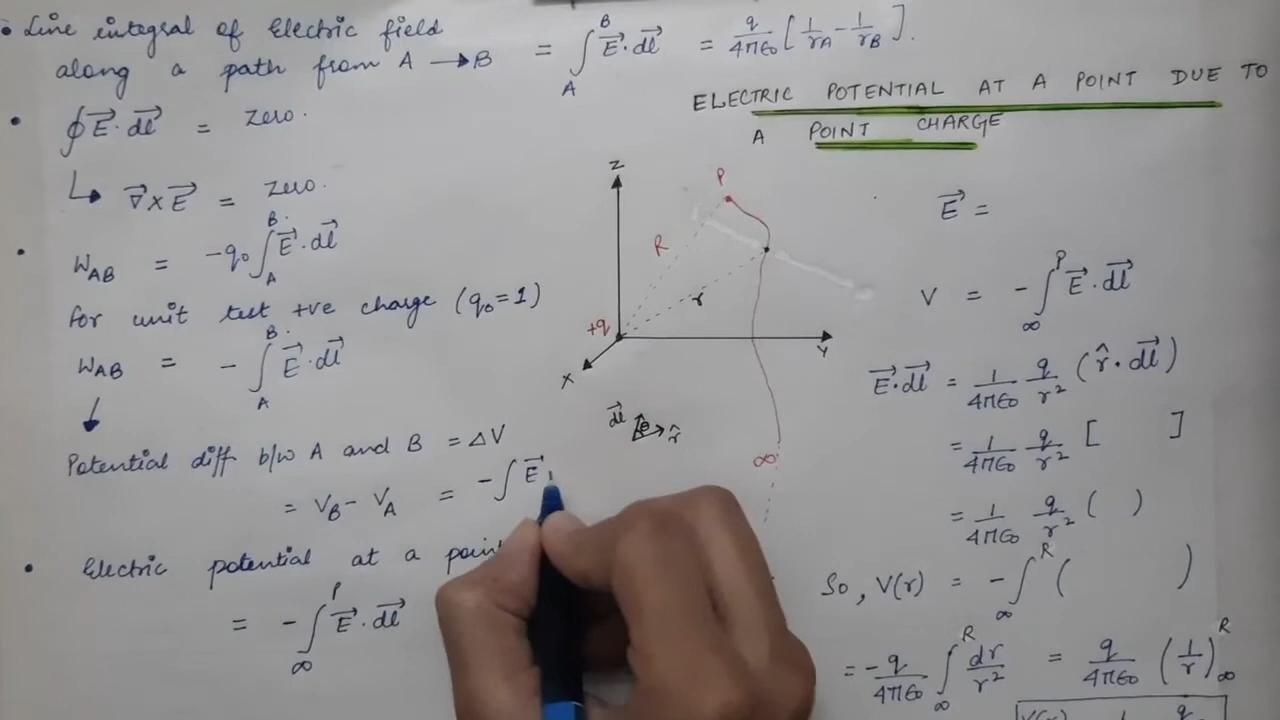 • Line integral of Electric field
along a path from A → B = ∫_A^B E⃗·dl⃗ = q/4πε₀ [1/rA − 1/rB].
• ∮E⃗·dl⃗ = Zero.
↳ ∇⃗×E⃗ = Zero.
• W_AB = -q₀∫_A^B E⃗·dl⃗
for unit test +ve charge (q₀=1)
W_AB = -∫_A^B E⃗·dl⃗
↓
Potential diff b/w A and B = ΔV
= V_B − V_A = -∫E⃗
• Electric potential at a point
= -∫_∞^P E⃗·dl⃗
ELECTRIC POTENTIAL AT A POINT DUE TO
A POINT CHARGE
Z
P
R
r
+q
Y
X
dl⃗ θ r̂
∞
E⃗ =
V = -∫_∞^P E⃗·dl⃗
E⃗·dl⃗ = 1/4πε₀ q/r² (r̂·dl⃗)
= 1/4πε₀ q/r² [ ]
= 1/4πε₀ q/r² ( )
So, V(r) = -∫_∞^R ( )
= -q/4πε₀ ∫_∞^R dr/r² = q/4πε₀ (1/r)_∞^R